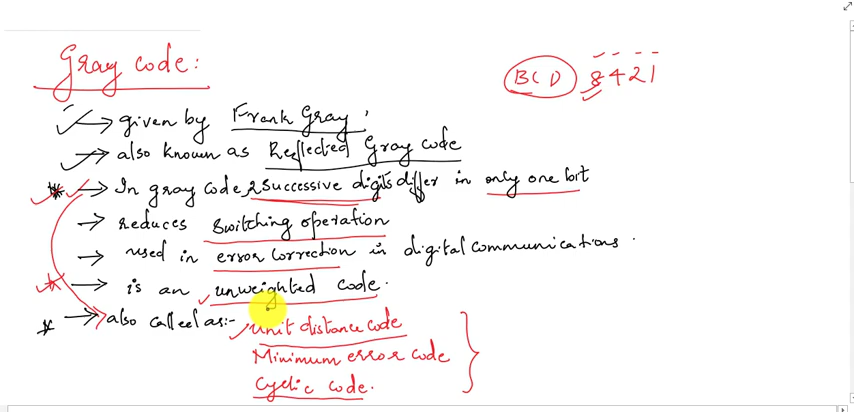 Gray code:
BCD 8421
→ given by Frank Gray,
→ also known as Reflected Gray code
* → In gray code, 2 successive digits differ in only one bit
→ reduces switching operation
→ used in error correction in digital communications.
* → is an unweighted code.
* → also called as:- Unit distance code
Minimum error code
Cyclic code.